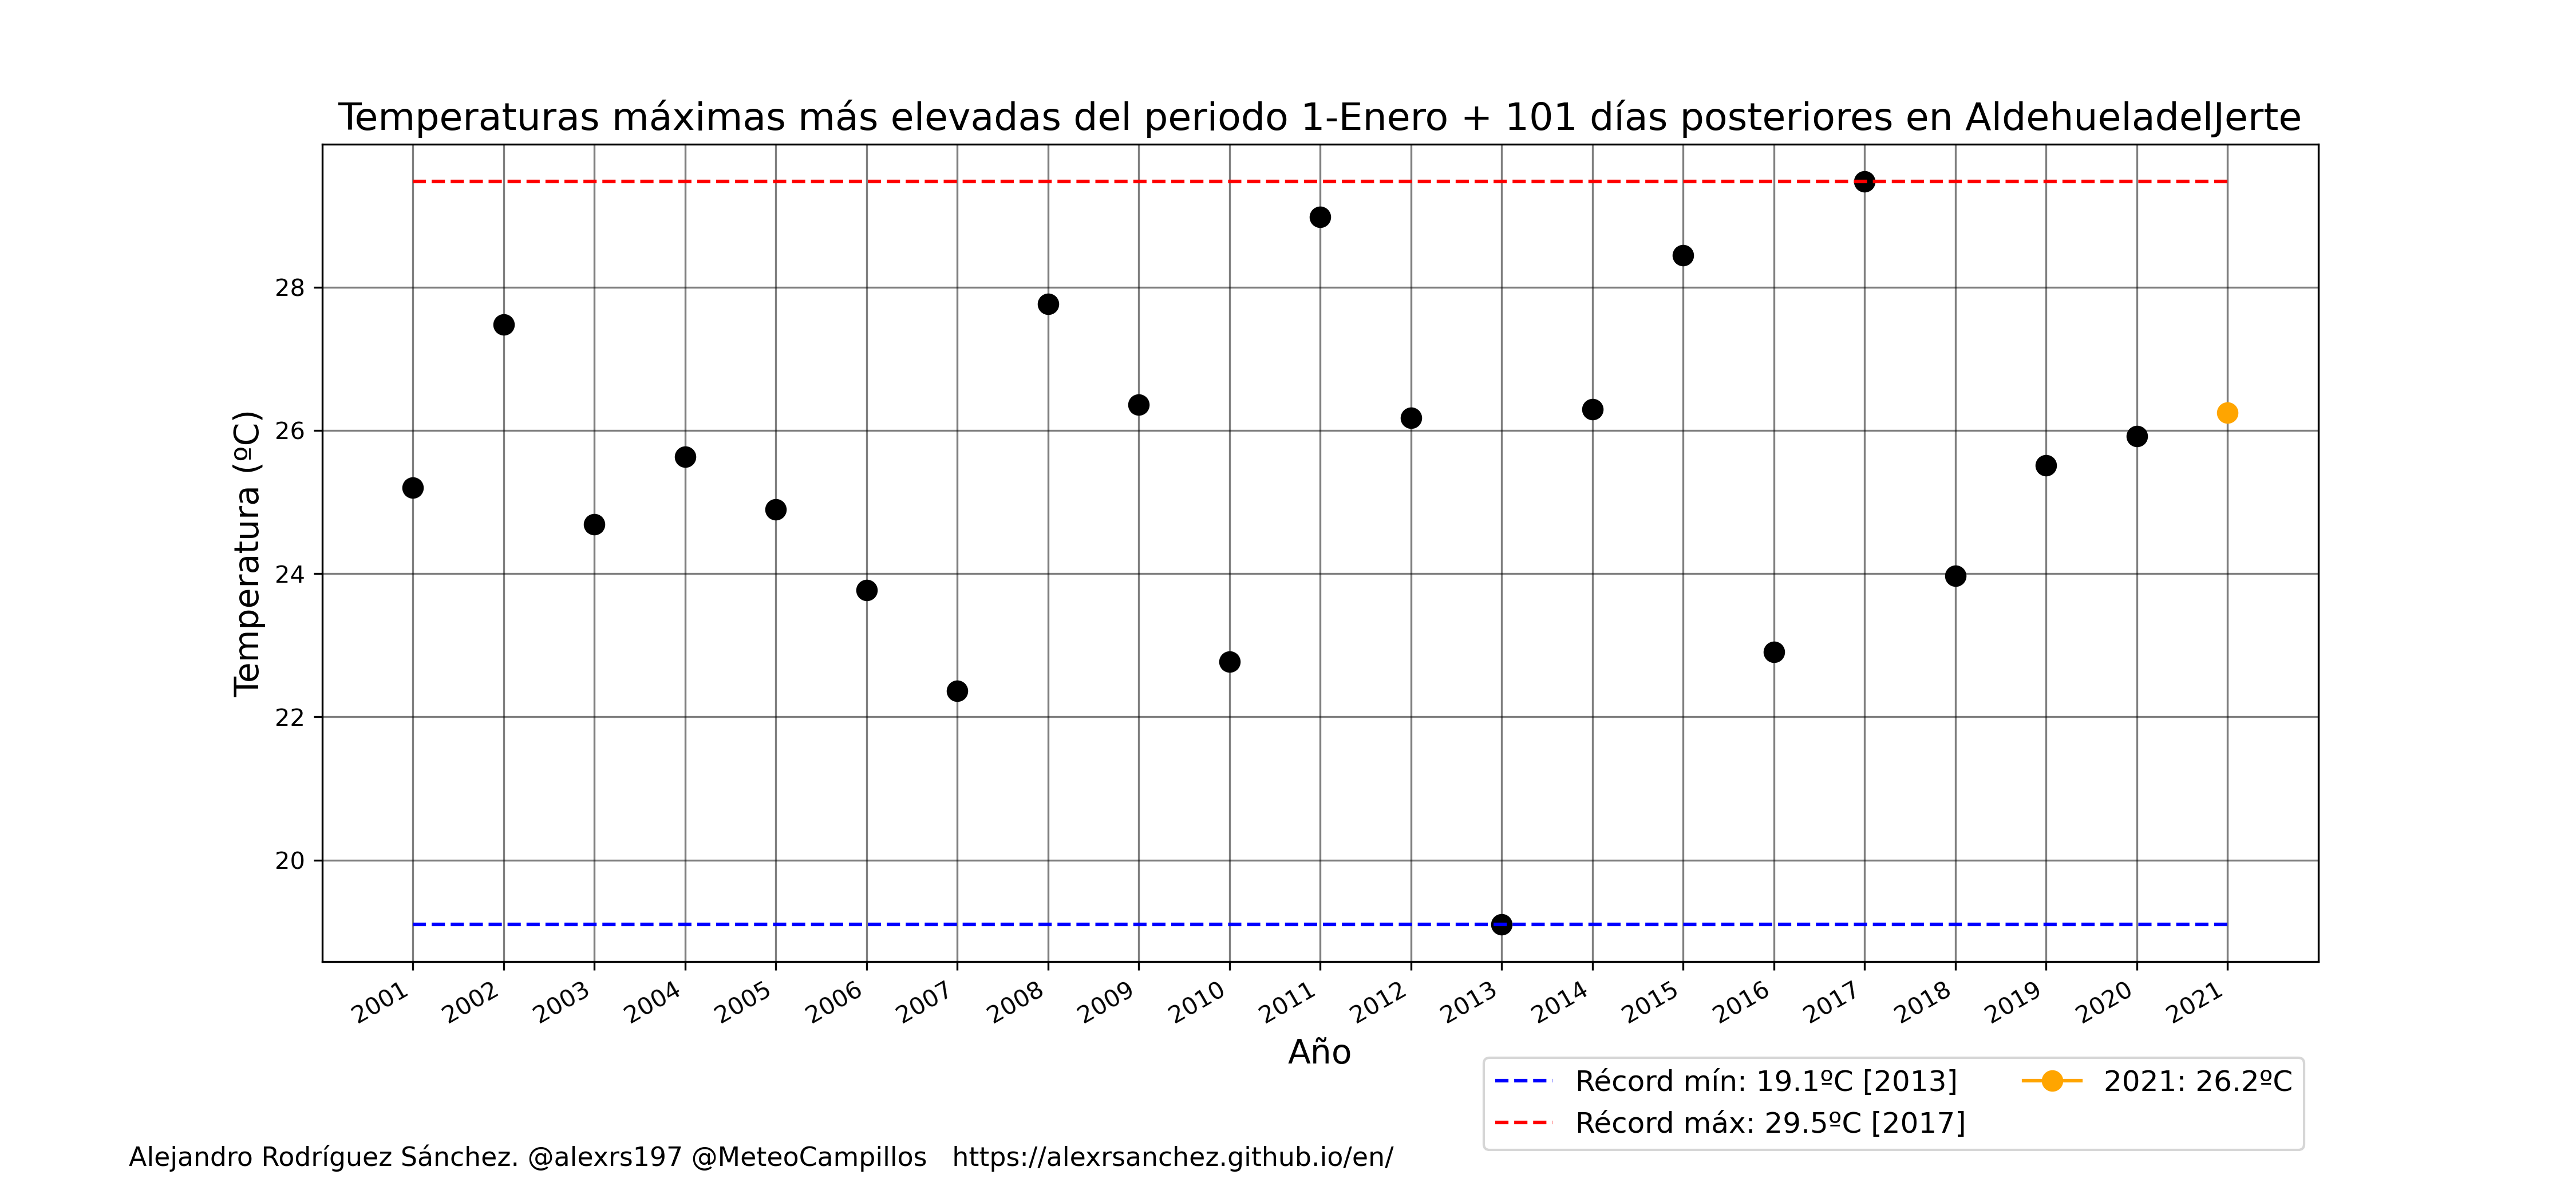 Temperaturas máximas más elevadas del periodo 1-Enero + 101 días posteriores en AldehueladelJerte
Temperatura (ºC)
28
26
24
22
20
2001 2002 2003 2004 2005 2006 2007 2008 2009 2010 2011 2012 2013 2014 2015 2016 2017 2018 2019 2020 2021
Año
Récord mín: 19.1ºC [2013]
Récord máx: 29.5ºC [2017]
2021: 26.2ºC
Alejandro Rodríguez Sánchez. @alexrs197 @MeteoCampillos https://alexrsanchez.github.io/en/